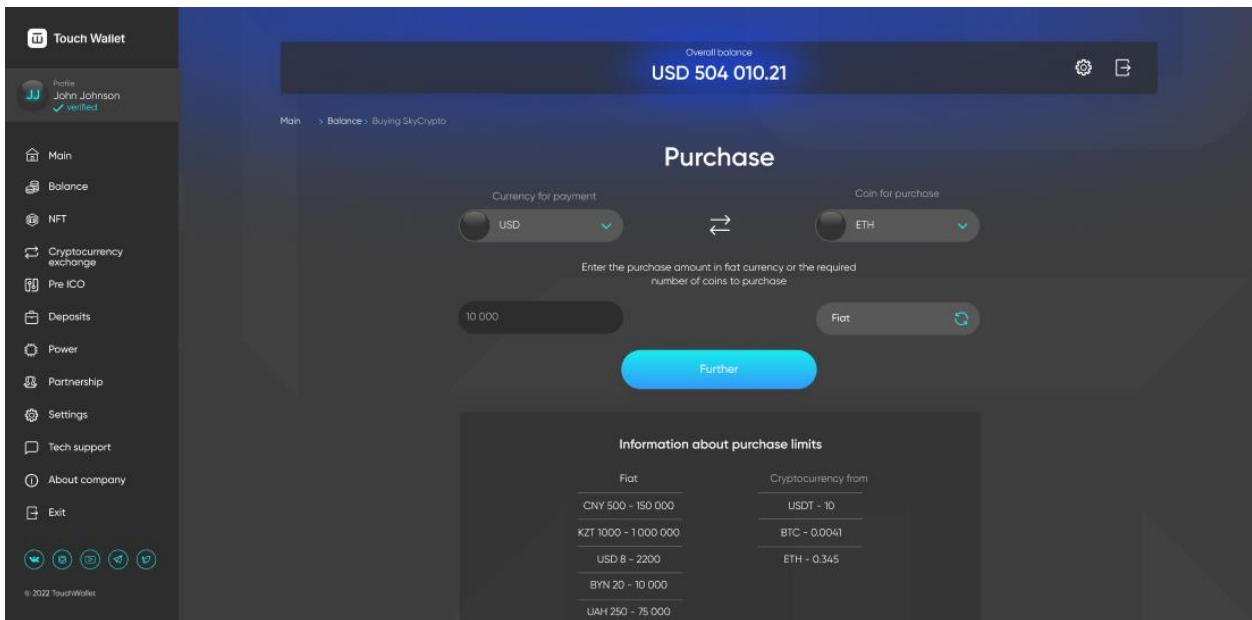 Touch Wallet
Profile
JJ
John Johnson
verified
Main
Balance
NFT
Cryptocurrency
exchange
Pre ICO
Deposits
Power
Partnership
Settings
Tech support
About company
Exit
© 2022 TouchWallet
Overall balance
USD 504 010.21
Main > Balance > Buying SkyCrypto
Purchase
Currency for payment
Coin for purchase
USD
ETH
Enter the purchase amount in fiat currency or the required
number of coins to purchase
10 000
Fiat
Further
Information about purchase limits
Fiat
Cryptocurrency from
CNY 500 - 150 000
USDT - 10
KZT 1000 - 1 000 000
BTC - 0.0041
USD 8 - 2200
ETH - 0.345
BYN 20 - 10 000
UAH 250 - 75 000